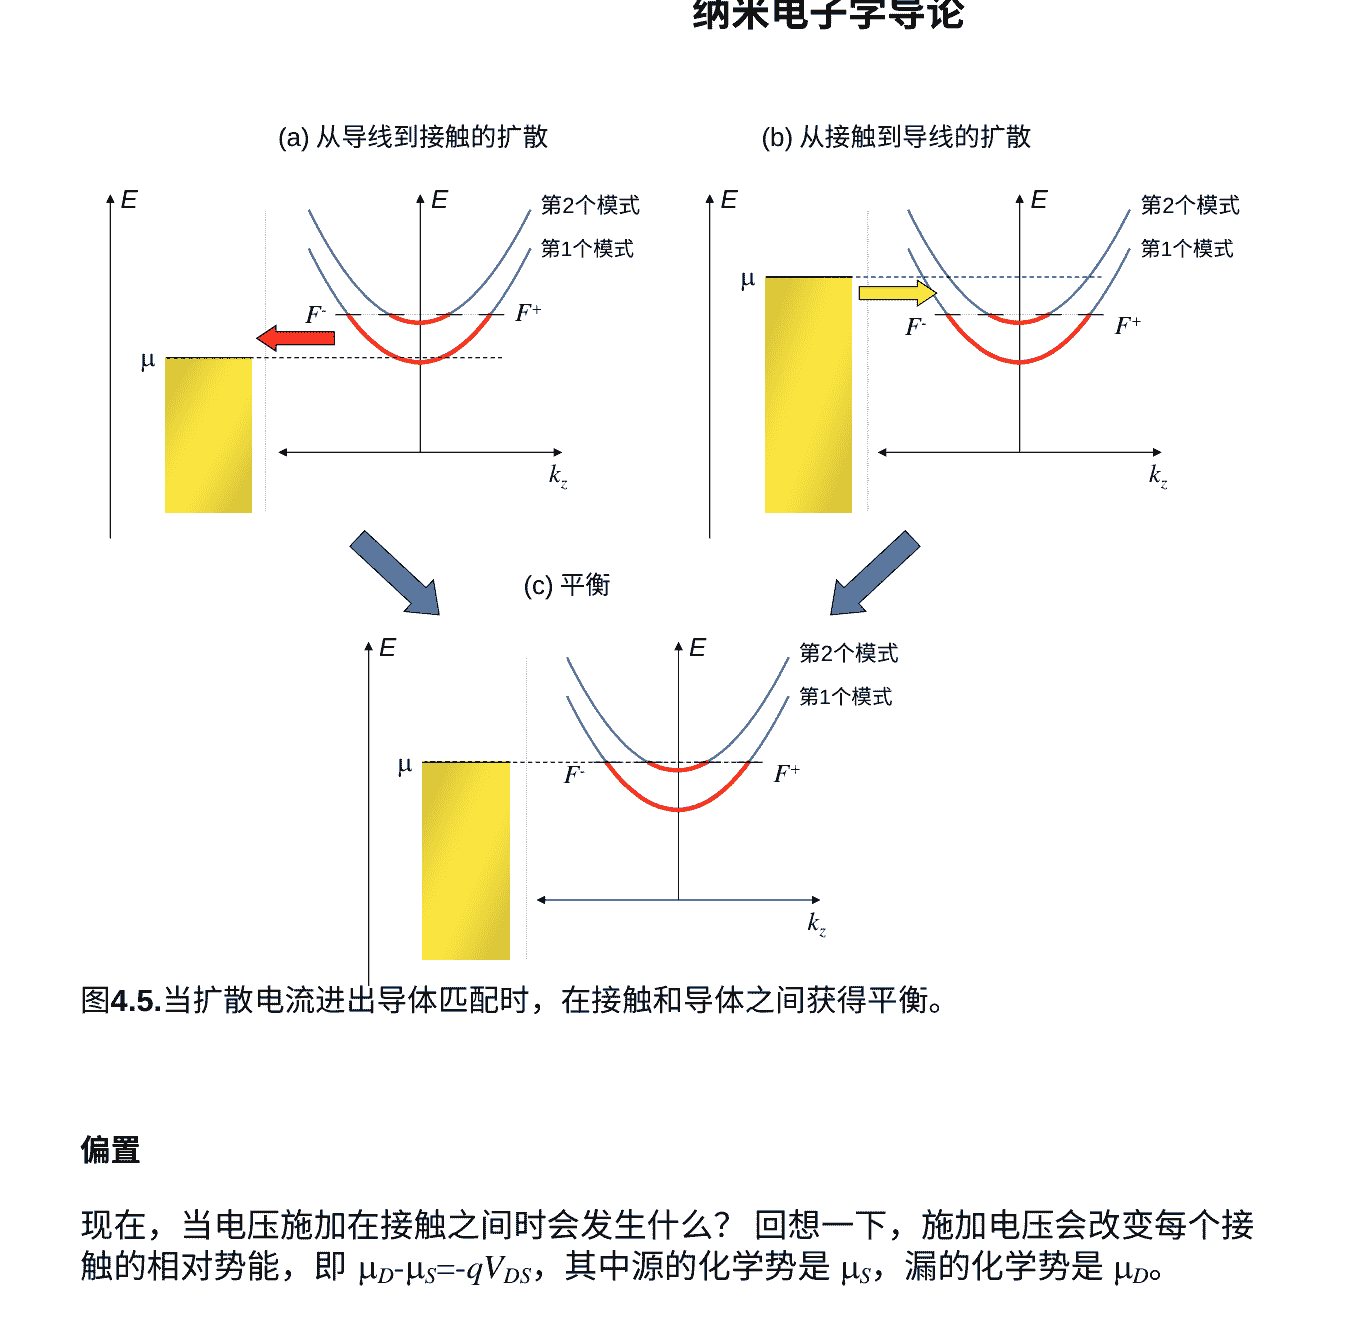 纳米电子学导论
(a) 从导线到接触的扩散
(b) 从接触到导线的扩散
E
E
第2个模式
第1个模式
F-
F+
μ
kz
E
E
第2个模式
第1个模式
μ
F-
F+
kz
(c) 平衡
E
E
第2个模式
第1个模式
μ
F-
F+
kz
图4.5.当扩散电流进出导体匹配时，在接触和导体之间获得平衡。
偏置
现在，当电压施加在接触之间时会发生什么？ 回想一下，施加电压会改变每个接
触的相对势能，即 μD-μS=-qVDS，其中源的化学势是 μS，漏的化学势是 μD。